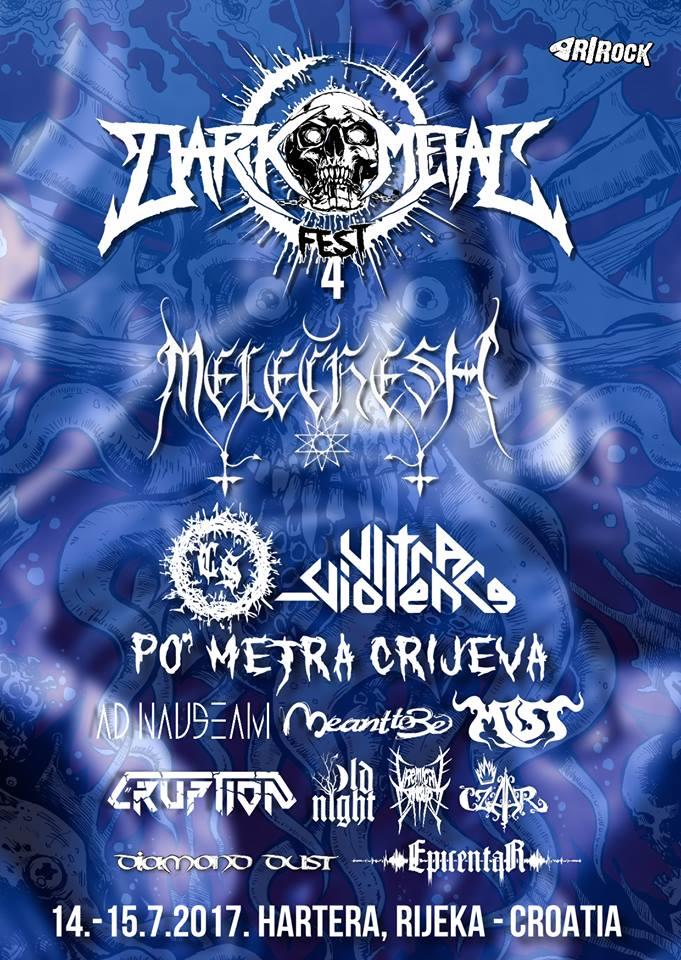 RIROCK
DARK METAL
FEST
4
MELECHESH
CS
Ultra
Violence
PO' METRA CRIJEVA
AD NAUSEAM Meant to Be MIST
ERUPTION Old night CZAR
DIAMOND DUST EPICENTAR
14.-15.7.2017. HARTERA, RIJEKA - CROATIA